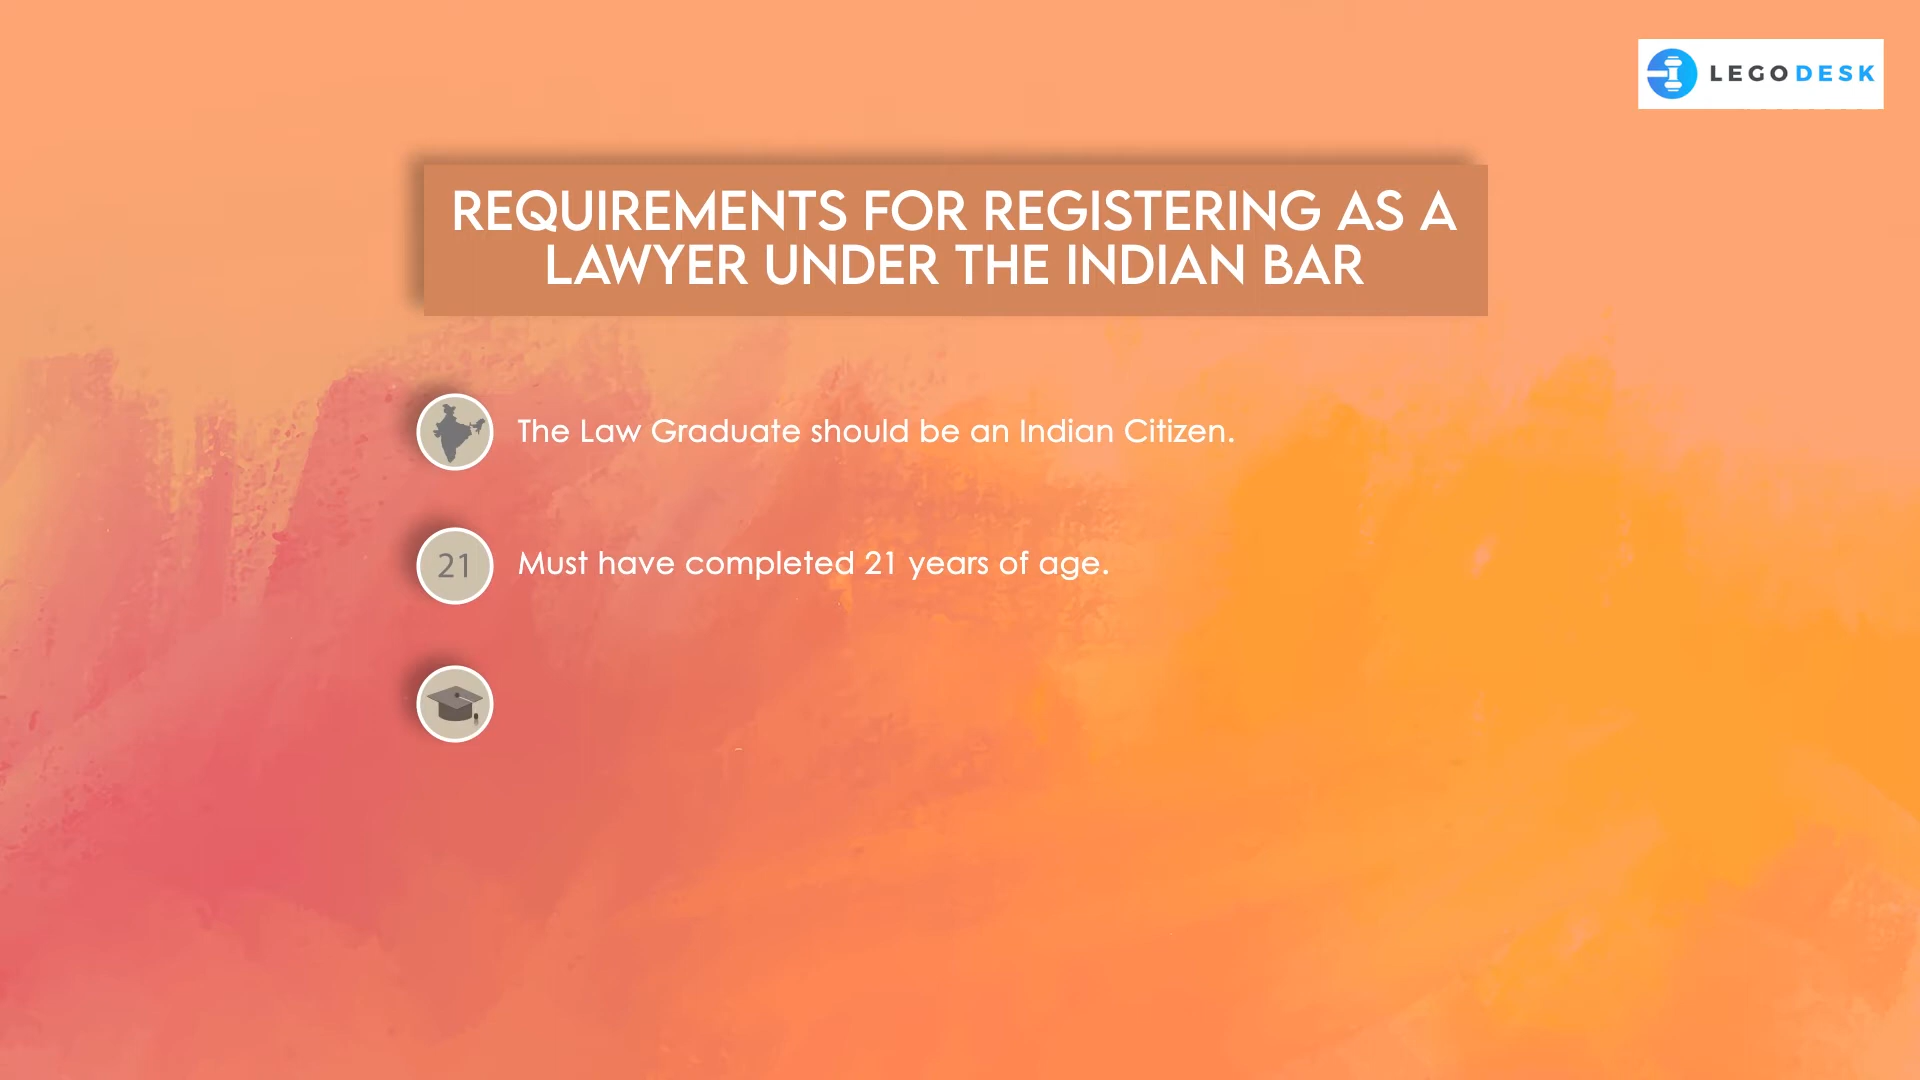 LEGODESK
REQUIREMENTS FOR REGISTERING AS A
LAWYER UNDER THE INDIAN BAR
The Law Graduate should be an Indian Citizen.
21
Must have completed 21 years of age.